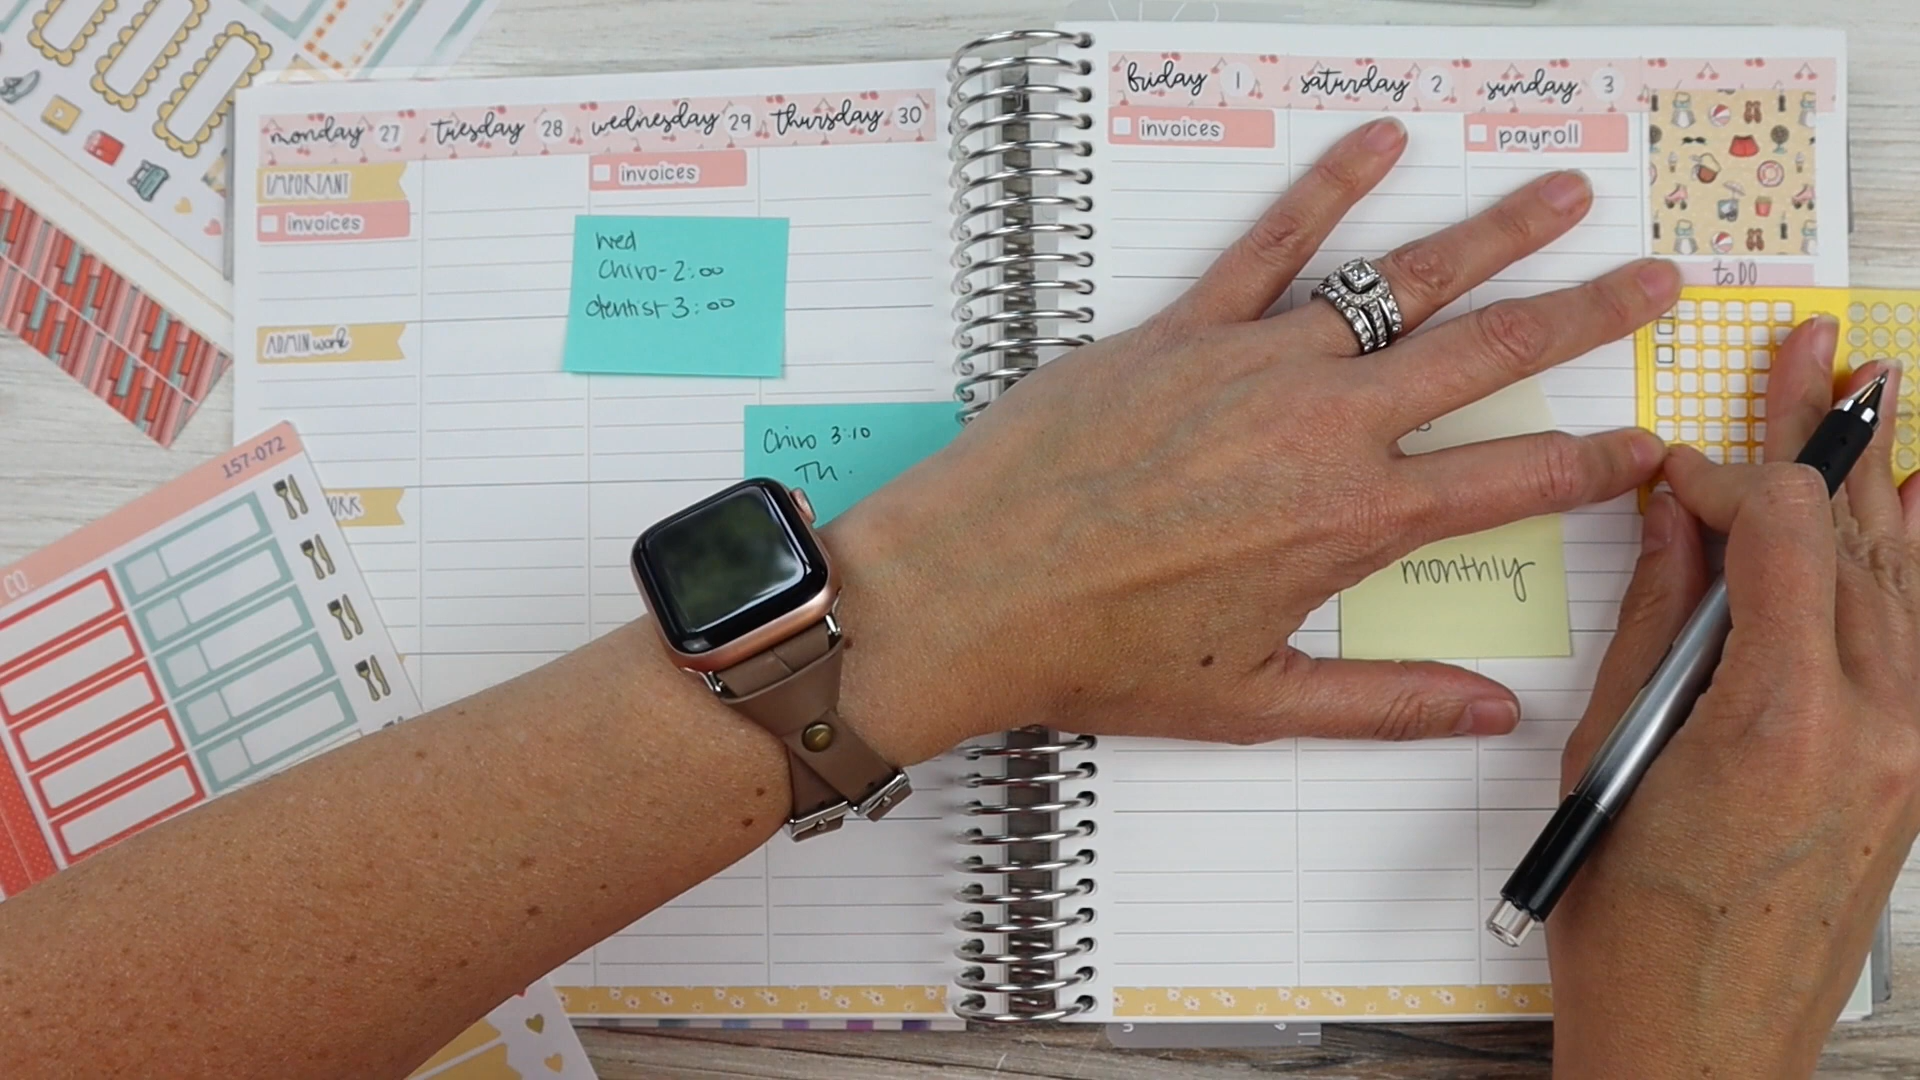 monday 27
tuesday 28
wednesday 29
thursday 30
friday 1
saturday 2
sunday 3
IMPORTANT
invoices
invoices
invoices
payroll
wed
Chiro-2:00
dentist 3:00
to DO
ADMIN work
Chiro 3:10
Th.
157-072
CO
monthly